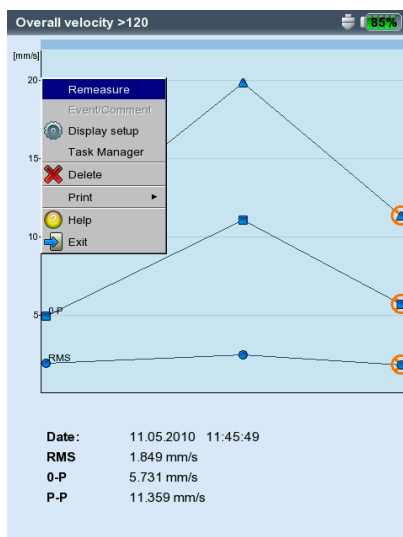 Overall velocity >120
85%
[mm/s]
20
Remeasure
Event/Comment
Display setup
Task Manager
15
Delete
Print
10
Help
Exit
5
0-P
RMS
Date: 11.05.2010 11:45:49
RMS 1.849 mm/s
0-P 5.731 mm/s
P-P 11.359 mm/s